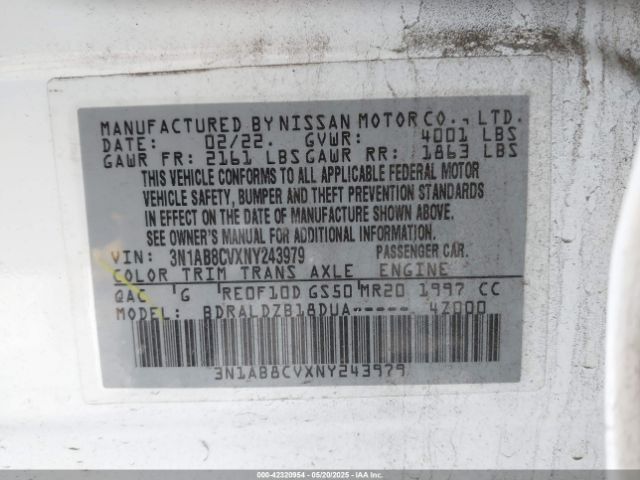 MANUFACTURED BY NISSAN MOTOR CO., LTD.
DATE: 02/22. GVWR: 4001 LBS
GAWR FR: 2161 LBS GAWR RR: 1863 LBS
THIS VEHICLE CONFORMS TO ALL APPLICABLE FEDERAL MOTOR
VEHICLE SAFETY, BUMPER AND THEFT PREVENTION STANDARDS
IN EFFECT ON THE DATE OF MANUFACTURE SHOWN ABOVE.
SEE OWNER'S MANUAL FOR ADDITIONAL INFORMATION.
VIN: 3N1AB8CVXNY243979 PASSENGER CAR.
COLOR TRIM TRANS AXLE ENGINE
QAC G RE0F10D GS50 MR20 1997 CC
MODEL: BDRALDZB18DUA----- 4Z000
3N1AB8CVXNY243979
000-42320954 - 05/20/2025 - IAAI.COM